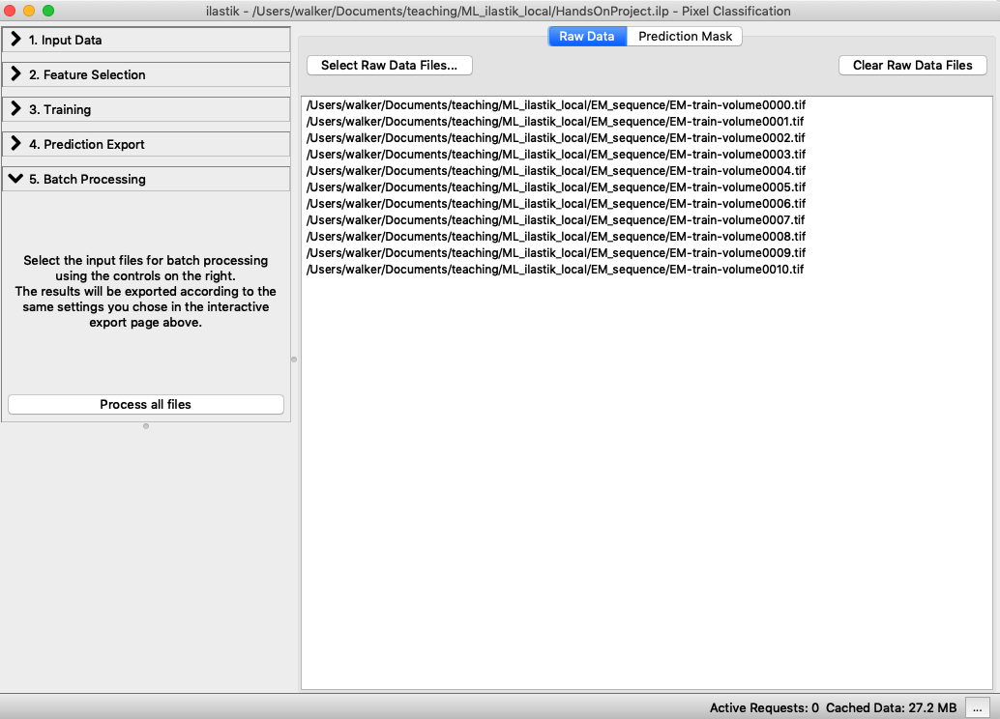 ilastik - /Users/walker/Documents/teaching/ML_ilastik_local/HandsOnProject.ilp - Pixel Classification
1. Input Data
2. Feature Selection
3. Training
4. Prediction Export
5. Batch Processing
Select the input files for batch processing
using the controls on the right.
The results will be exported according to the
same settings you chose in the interactive
export page above.
Process all files
Raw Data Prediction Mask
Select Raw Data Files... Clear Raw Data Files
/Users/walker/Documents/teaching/ML_ilastik_local/EM_sequence/EM-train-volume0000.tif
/Users/walker/Documents/teaching/ML_ilastik_local/EM_sequence/EM-train-volume0001.tif
/Users/walker/Documents/teaching/ML_ilastik_local/EM_sequence/EM-train-volume0002.tif
/Users/walker/Documents/teaching/ML_ilastik_local/EM_sequence/EM-train-volume0003.tif
/Users/walker/Documents/teaching/ML_ilastik_local/EM_sequence/EM-train-volume0004.tif
/Users/walker/Documents/teaching/ML_ilastik_local/EM_sequence/EM-train-volume0005.tif
/Users/walker/Documents/teaching/ML_ilastik_local/EM_sequence/EM-train-volume0006.tif
/Users/walker/Documents/teaching/ML_ilastik_local/EM_sequence/EM-train-volume0007.tif
/Users/walker/Documents/teaching/ML_ilastik_local/EM_sequence/EM-train-volume0008.tif
/Users/walker/Documents/teaching/ML_ilastik_local/EM_sequence/EM-train-volume0009.tif
/Users/walker/Documents/teaching/ML_ilastik_local/EM_sequence/EM-train-volume0010.tif
Active Requests: 0 Cached Data: 27.2 MB ...